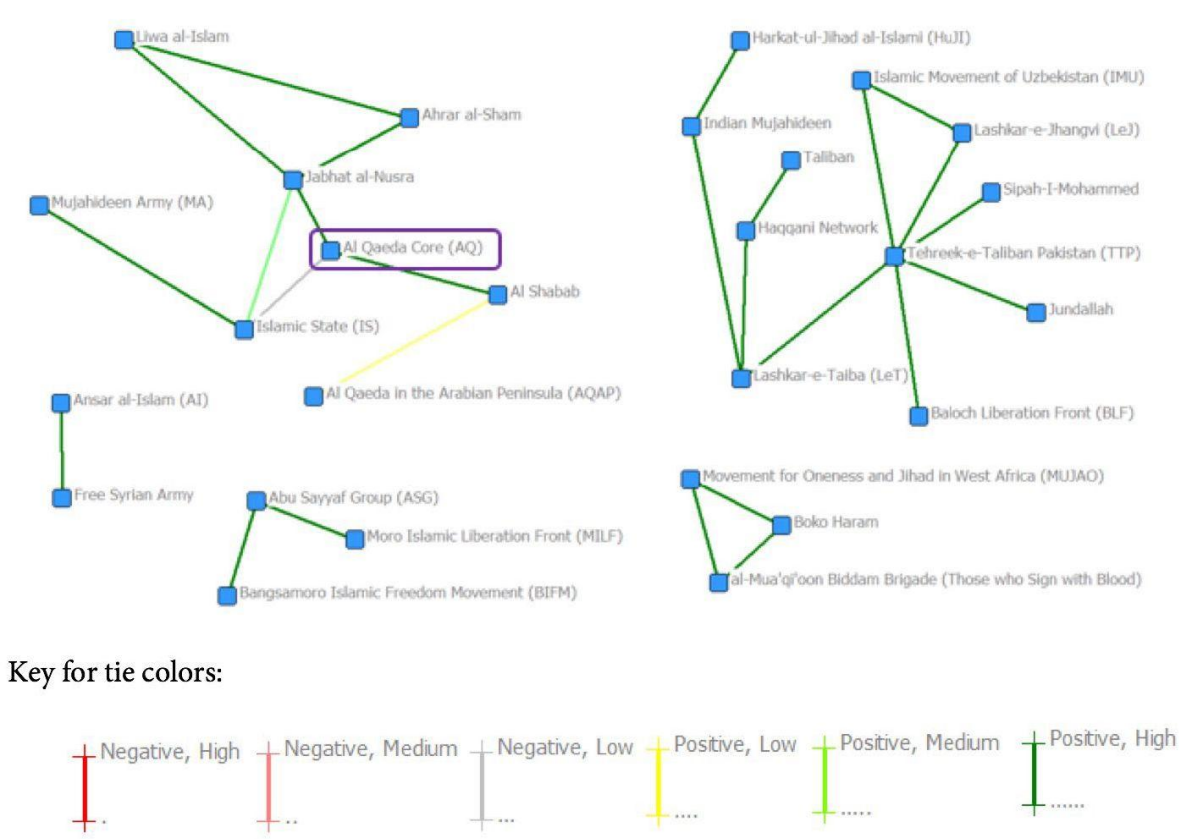 Liwa al-Islam
Ahrar al-Sham
Jabhat al-Nusra
Mujahideen Army (MA)
Al Qaeda Core (AQ)
Al Shabab
Islamic State (IS)
Al Qaeda in the Arabian Peninsula (AQAP)
Ansar al-Islam (AI)
Free Syrian Army
Abu Sayyaf Group (ASG)
Moro Islamic Liberation Front (MILF)
Bangsamoro Islamic Freedom Movement (BIFM)
Harkat-ul-Jihad al-Islami (HuJI)
Islamic Movement of Uzbekistan (IMU)
Indian Mujahideen
Lashkar-e-Jhangvi (LeJ)
Taliban
Sipah-I-Mohammed
Haqqani Network
Tehreek-e-Taliban Pakistan (TTP)
Jundallah
Lashkar-e-Taiba (LeT)
Baloch Liberation Front (BLF)
Movement for Oneness and Jihad in West Africa (MUJAO)
Boko Haram
'al-Mua'qi'oon Biddam Brigade (Those who Sign with Blood)
Key for tie colors:
Negative, High
.
Negative, Medium
..
Negative, Low
...
Positive, Low
....
Positive, Medium
.....
Positive, High
......